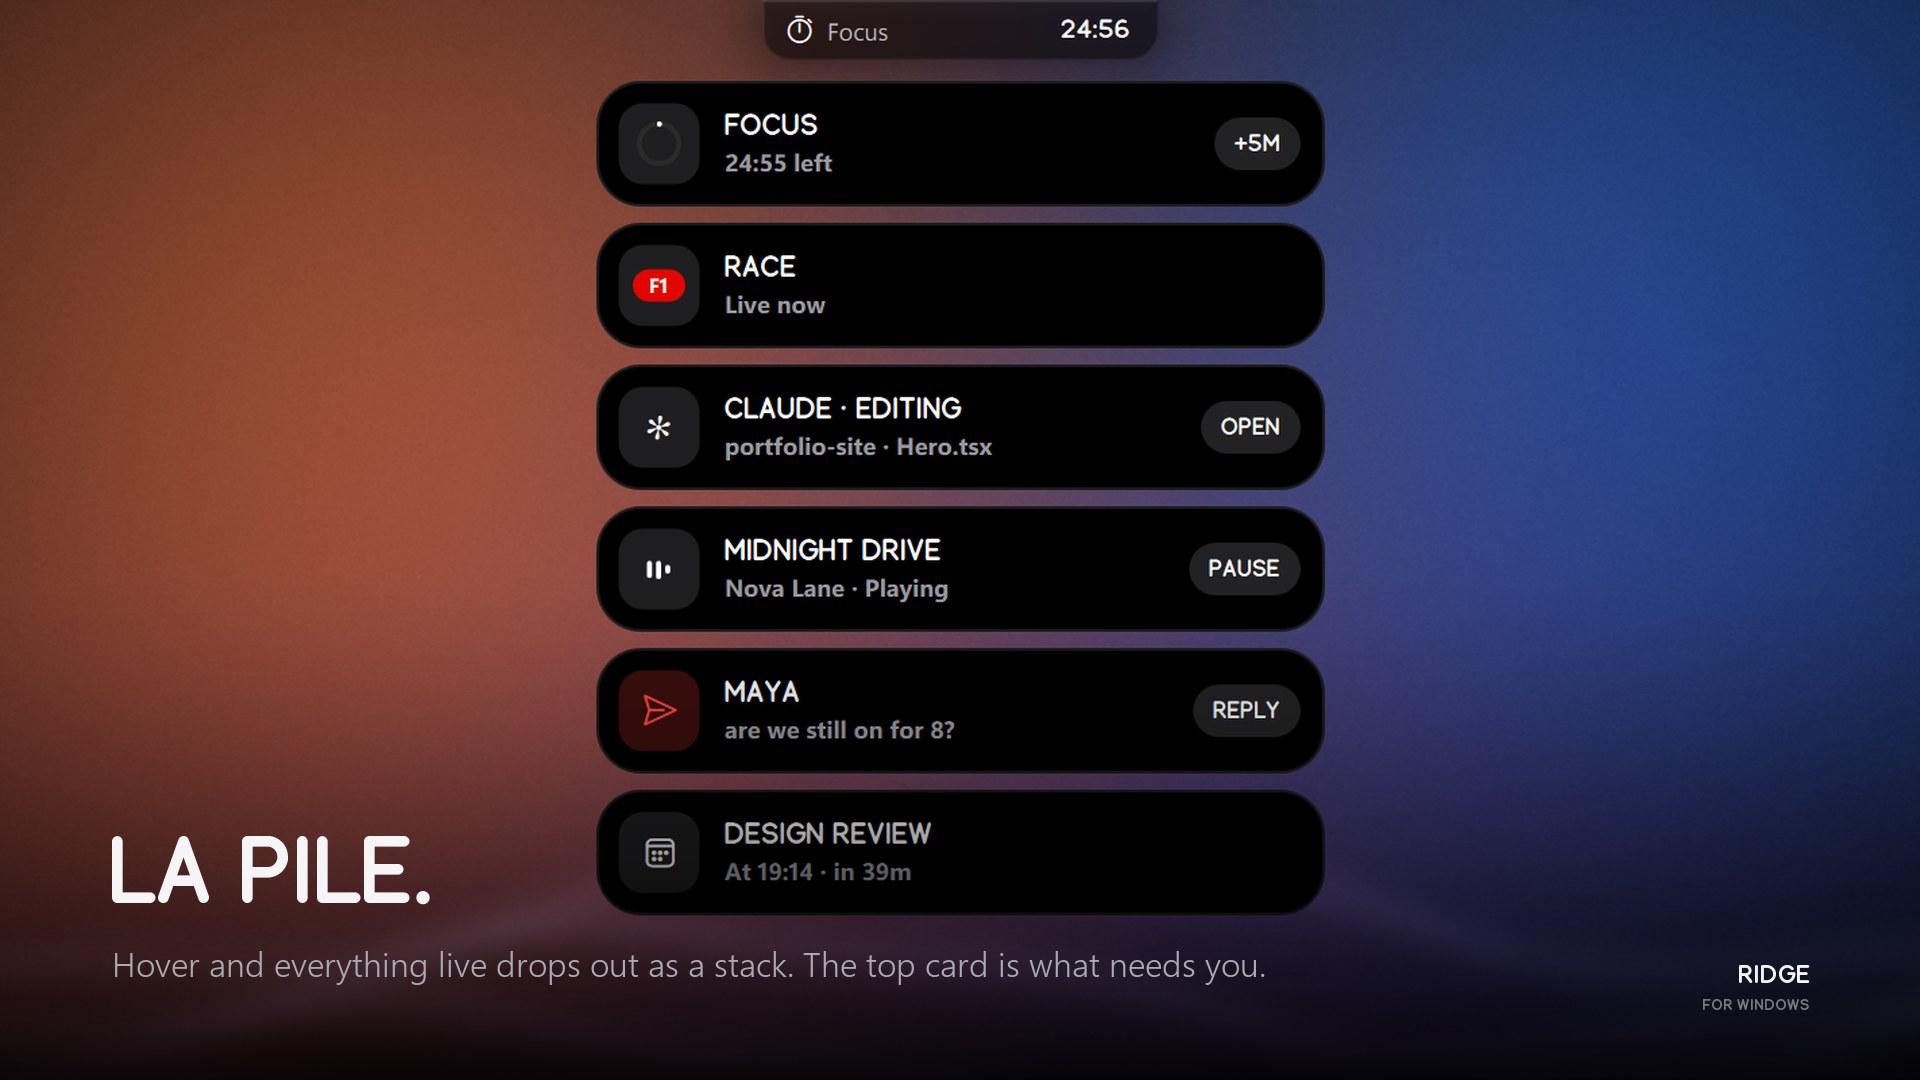 Focus 24:56
FOCUS
24:55 left
+5M
F1
RACE
Live now
CLAUDE · EDITING
portfolio-site · Hero.tsx
OPEN
MIDNIGHT DRIVE
Nova Lane · Playing
PAUSE
MAYA
are we still on for 8?
REPLY
DESIGN REVIEW
At 19:14 · in 39m
LA PILE.
Hover and everything live drops out as a stack. The top card is what needs you.
RIDGE
FOR WINDOWS